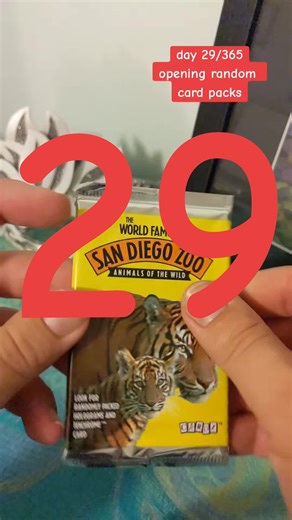 day 29/365
opening random
card packs
29
THE
WORLD FAM
SAN DIEGO ZOO
ANIMALS OF THE WILD
LOOK FOR
RANDOMLY PACKED
HOLOGRAMS AND
CARD